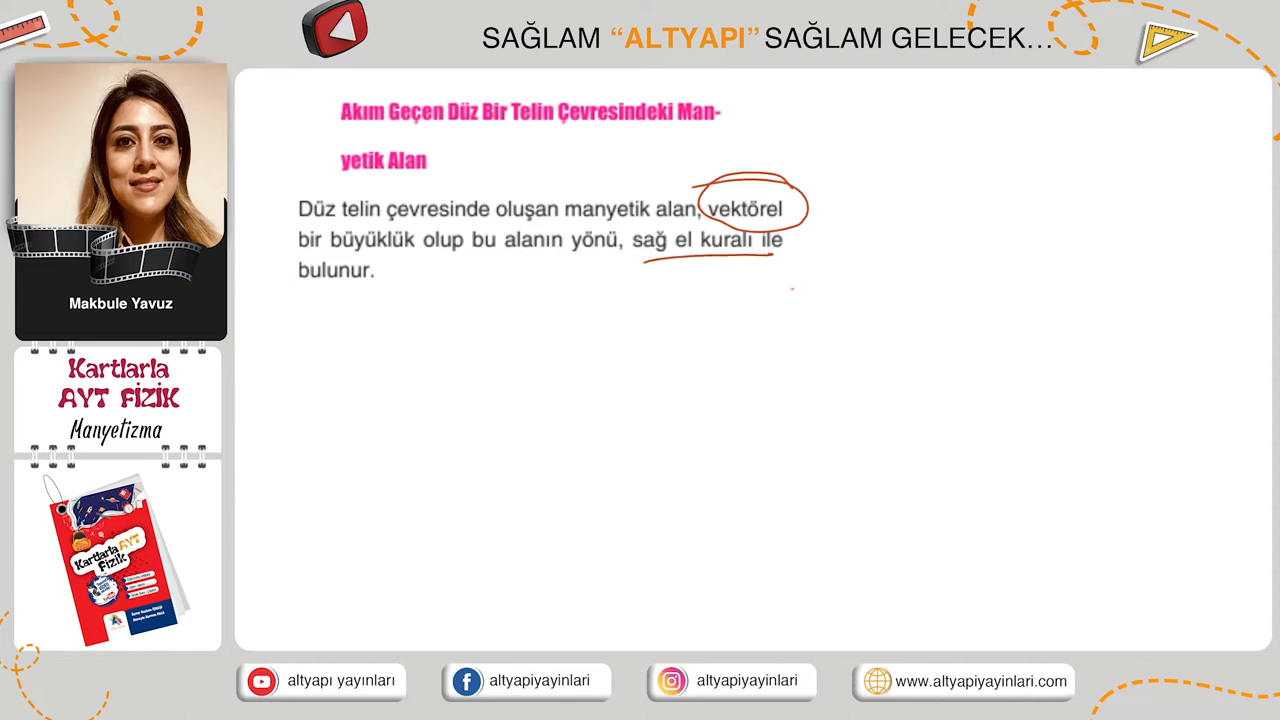 SAĞLAM “ALTYAPI” SAĞLAM GELECEK...
Akım Geçen Düz Bir Telin Çevresindeki Man-
yetik Alan
Düz telin çevresinde oluşan manyetik alan, vektörel
bir büyüklük olup bu alanın yönü, sağ el kuralı ile
bulunur.
Makbule Yavuz
Kartlarla
AYT FİZİK
Manyetizma
Kartlarla AYT
Fizik
altyapı yayınları
altyapiyayinlari
altyapiyayinlari
www.altyapiyayinlari.com